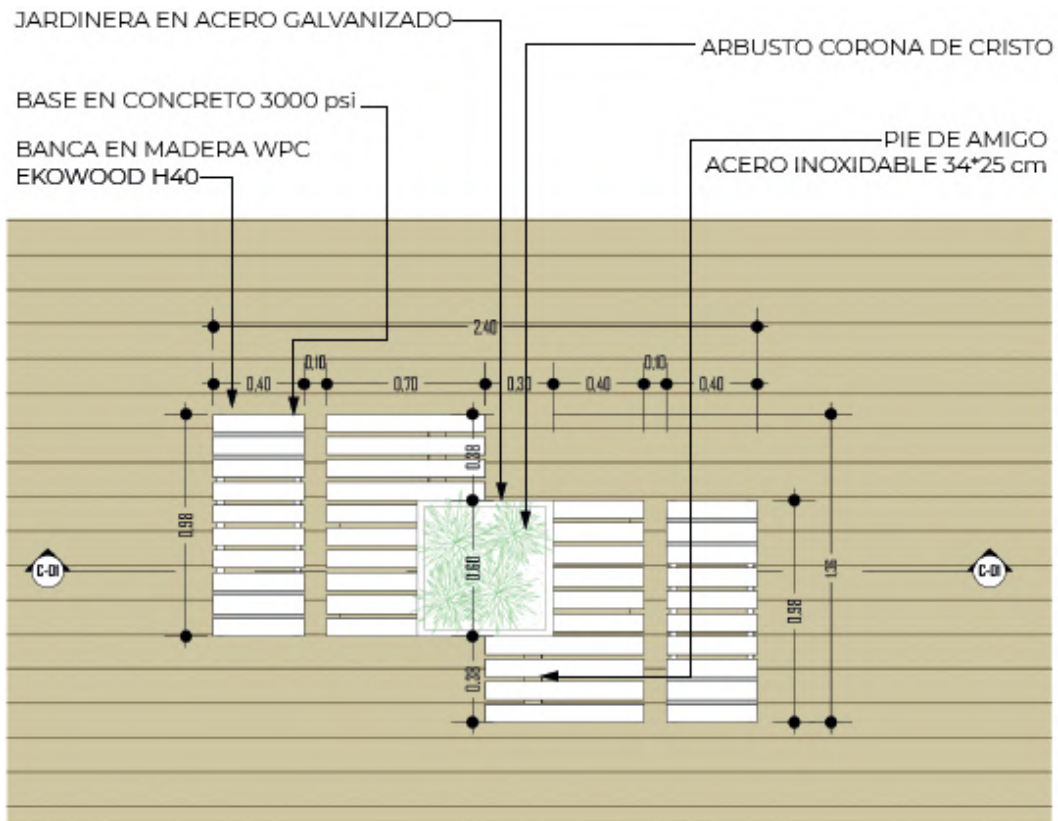 JARDINERA EN ACERO GALVANIZADO
ARBUSTO CORONA DE CRISTO
BASE EN CONCRETO 3000 psi
BANCA EN MADERA WPC
EKOWOOD H40
PIE DE AMIGO
ACERO INOXIDABLE 34*25 cm
2,40
0,10
0,10
0,40
0,70
0,30
0,40
0,40
0,38
0,98
0,60
C-01
C-01
1,36
0,98
0,38